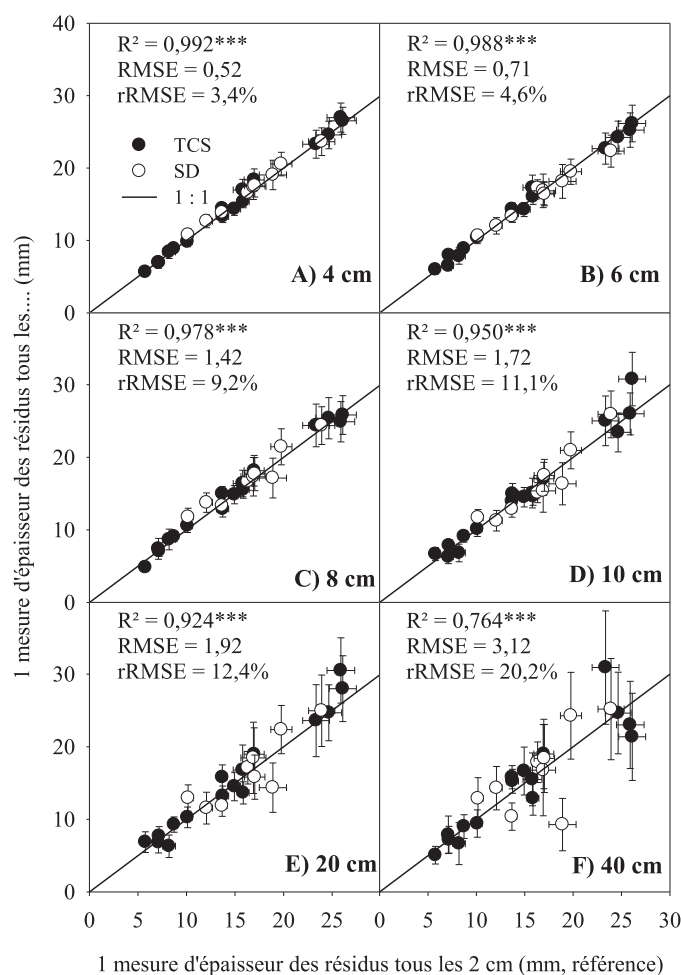 1 mesure d'épaisseur des résidus tous les.... (mm)
40
30
20
10
0
R² = 0,992***
RMSE = 0,52
rRMSE = 3,4%
TCS
SD
1 : 1
A) 4 cm
R² = 0,988***
RMSE = 0,71
rRMSE = 4,6%
B) 6 cm
30
20
10
0
R² = 0,978***
RMSE = 1,42
rRMSE = 9,2%
C) 8 cm
R² = 0,950***
RMSE = 1,72
rRMSE = 11,1%
D) 10 cm
30
20
10
0
R² = 0,924***
RMSE = 1,92
rRMSE = 12,4%
E) 20 cm
R² = 0,764***
RMSE = 3,12
rRMSE = 20,2%
F) 40 cm
0 5 10 15 20 25 0 5 10 15 20 25 30
1 mesure d'épaisseur des résidus tous les 2 cm (mm, référence)